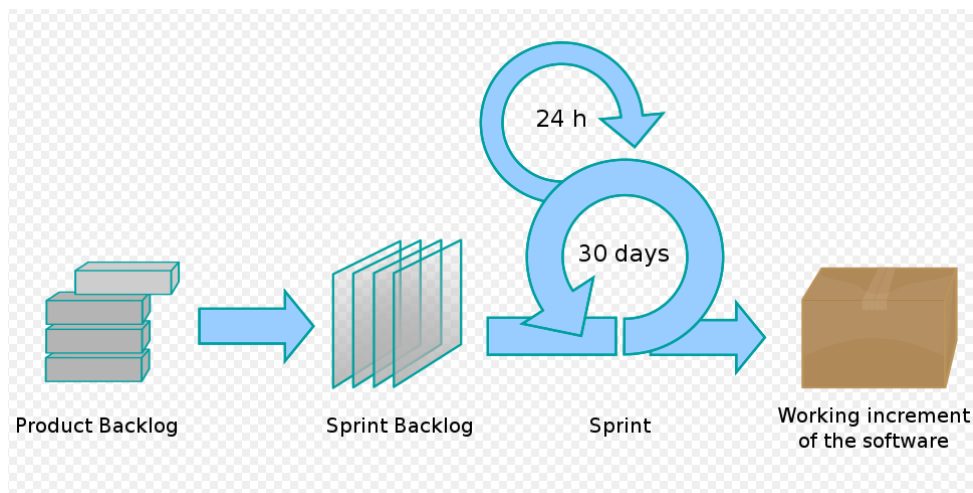 24 h
30 days
Product Backlog
Sprint Backlog
Sprint
Working increment
of the software